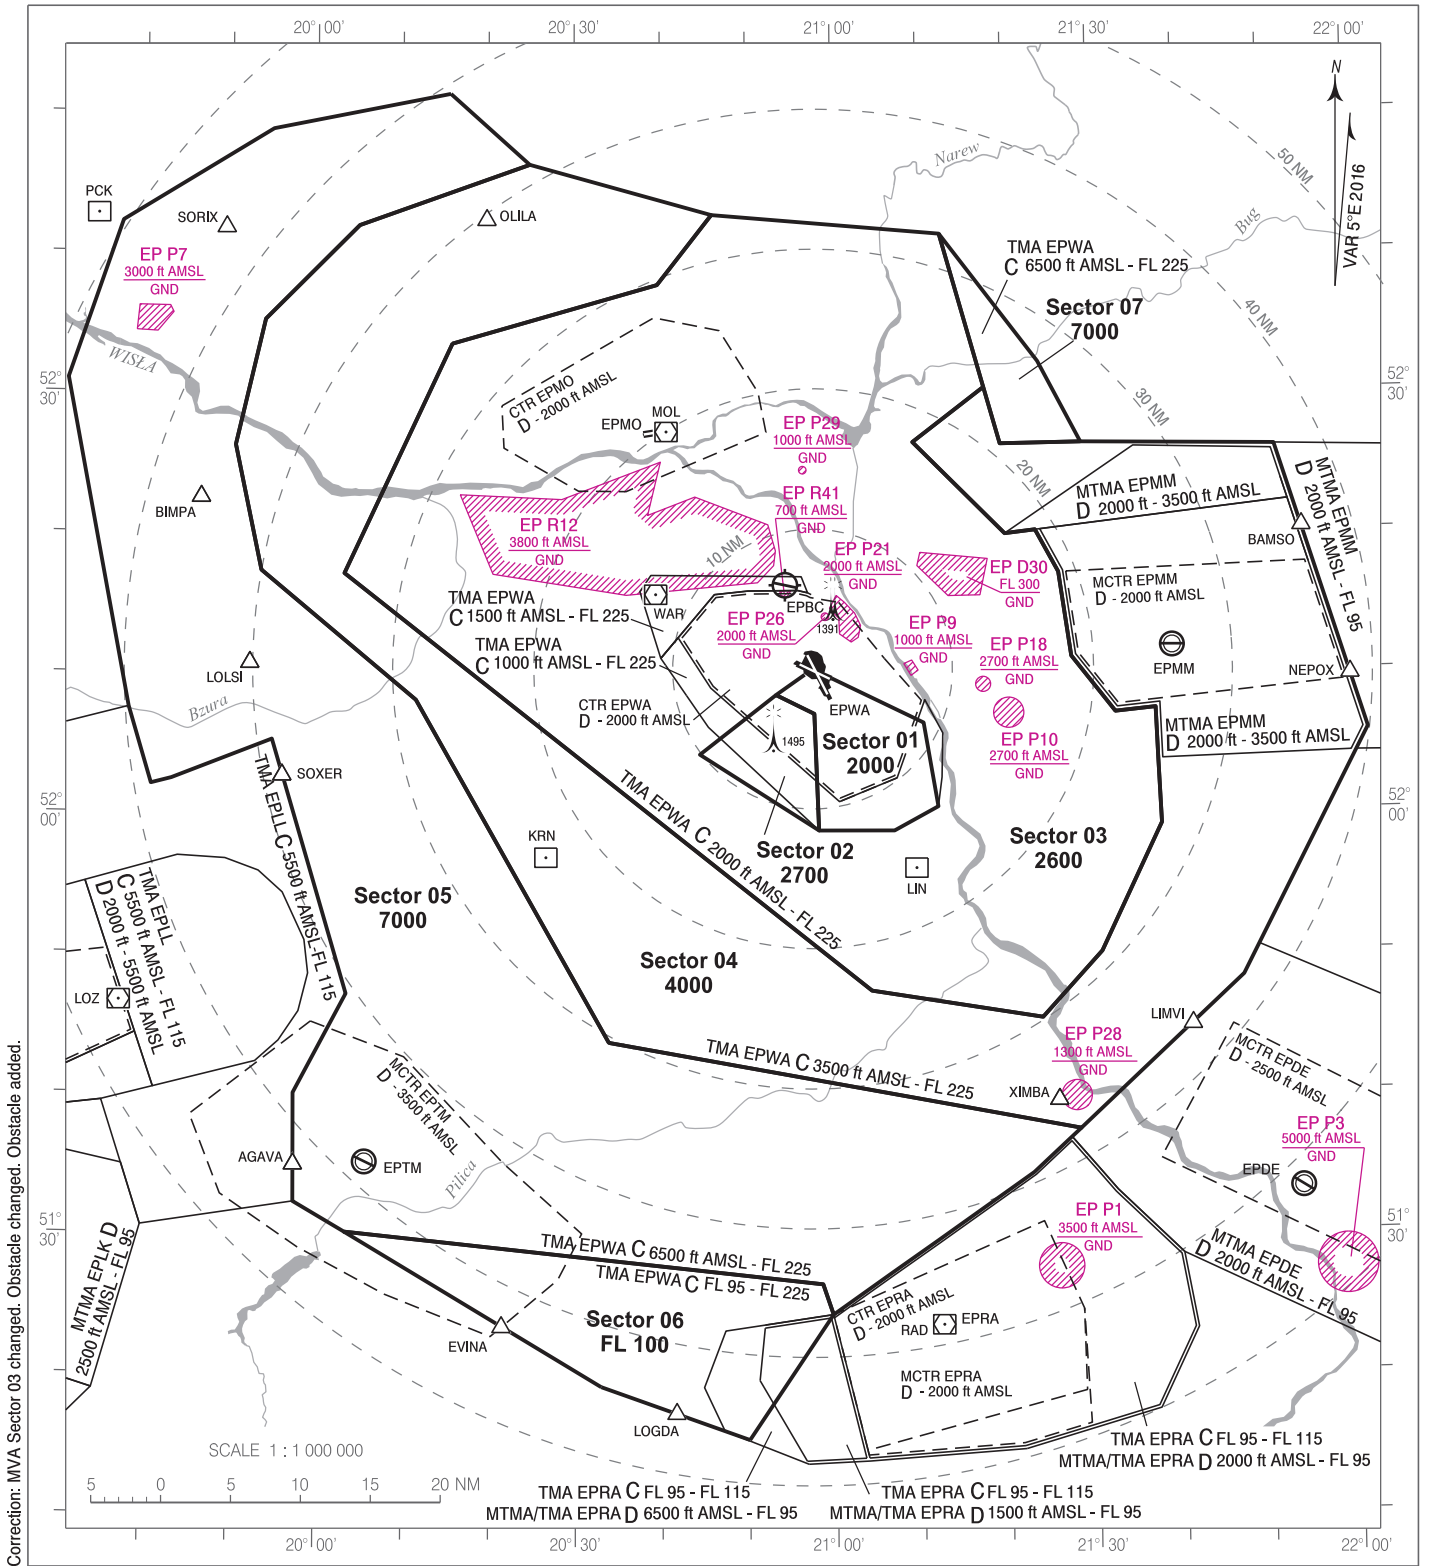 20° 00'
20° 30'
21° 00'
21° 30'
22° 00'
N
VAR 5°E 2016
50 NM
Narew
Bug
PCK
SORIX
OLILA
EP P7
3000 ft AMSL
GND
TMA EPWA
C 6500 ft AMSL - FL 225
Sector 07
7000
40 NM
WISŁA
52°
30'
52°
30'
CTR EPMO
D - 2000 ft AMSL
EPMO
MOL
30 NM
EP P29
1000 ft AMSL
GND
20 NM
MTMA EPMM
D 2000 ft - 3500 ft AMSL
MTMA EPMM
D 2000 ft AMSL - FL 95
BIMPA
EP R41
700 ft AMSL
GND
EP R12
3800 ft AMSL
GND
10 NM
BAMSO
EP P21
2000 ft AMSL
GND
EP D30
FL 300
GND
MCTR EPMM
D - 2000 ft AMSL
TMA EPWA
C 1500 ft AMSL - FL 225
WAR
EPBC
1391
EP P26
2000 ft AMSL
GND
EP P9
1000 ft AMSL
GND
EP P18
2700 ft AMSL
GND
TMA EPWA
C 1000 ft AMSL - FL 225
EPMM
NEPOX
LOLSI
Bzura
CTR EPWA
D - 2000 ft AMSL
EPWA
1495
Sector 01
2000
EP P10
2700 ft AMSL
GND
MTMA EPMM
D 2000 ft - 3500 ft AMSL
SOXER
TMA EPLL C 5500 ft AMSL-FL 115
TMA EPWA C 2000 ft AMSL - FL 225
52°
00'
52°
00'
KRN
Sector 02
2700
Sector 03
2600
LIN
TMA EPLL
C 5500 ft AMSL - FL 115
D 2000 ft - 5500 ft AMSL
Sector 05
7000
LOZ
Sector 04
4000
LIMVI
EP P28
1300 ft AMSL
GND
XIMBA
TMA EPWA C 3500 ft AMSL - FL 225
MCTR EPTM
D - 3500 ft AMSL
MCTR EPDE
D - 2500 ft AMSL
EP P3
5000 ft AMSL
GND
AGAVA
EPTM
Pilica
EPDE
51°
30'
51°
30'
EP P1
3500 ft AMSL
GND
MTMA EPLK D
2500 ft AMSL - FL 95
TMA EPWA C 6500 ft AMSL - FL 225
TMA EPWA C FL 95 - FL 225
MTMA EPDE
D 2000 ft AMSL - FL 95
CTR EPRA
D - 2000 ft AMSL
RAD
EPRA
Sector 06
FL 100
EVINA
MCTR EPRA
D - 2000 ft AMSL
LOGDA
SCALE 1 : 1 000 000
5 0 5 10 15 20 NM
TMA EPRA C FL 95 - FL 115
MTMA/TMA EPRA D 2000 ft AMSL - FL 95
TMA EPRA C FL 95 - FL 115
MTMA/TMA EPRA D 6500 ft AMSL - FL 95
TMA EPRA C FL 95 - FL 115
MTMA/TMA EPRA D 1500 ft AMSL - FL 95
20° 00'
20° 30'
21° 00'
21° 30'
22° 00'
Correction: MVA Sector 03 changed. Obstacle changed. Obstacle added.